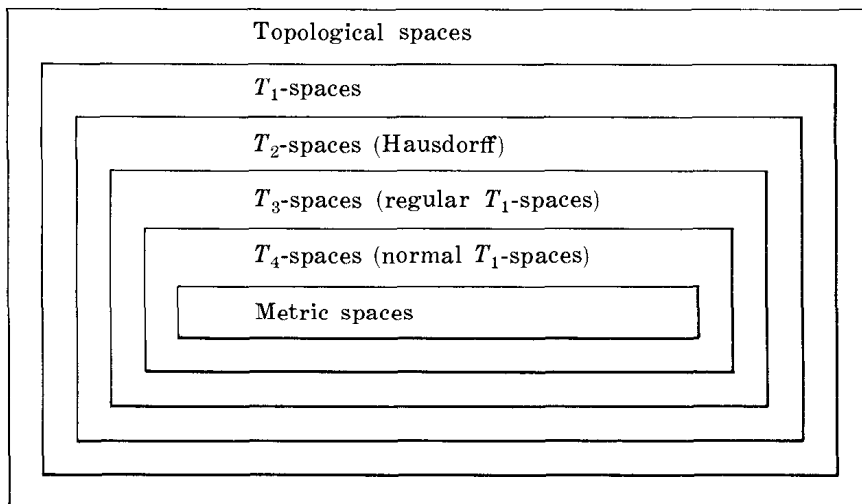 Topological spaces
T₁-spaces
T₂-spaces (Hausdorff)
T₃-spaces (regular T₁-spaces)
T₄-spaces (normal T₁-spaces)
Metric spaces